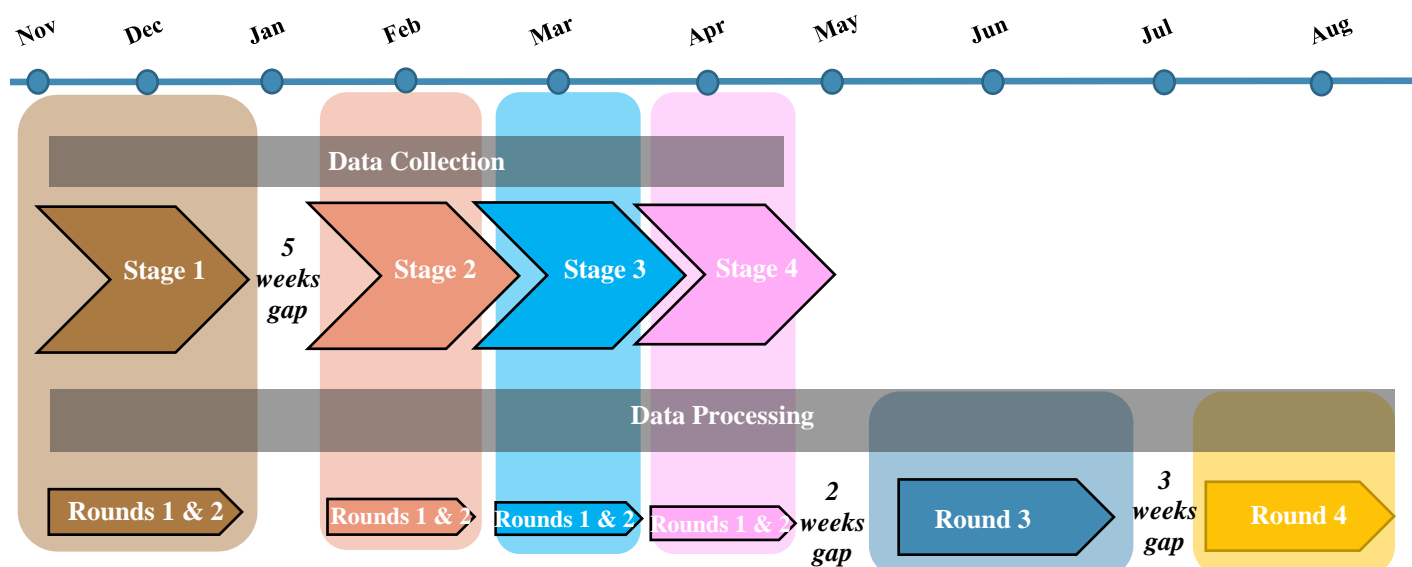 Nov Dec Jan Feb Mar Apr May Jun Jul Aug
Data Collection
Stage 1
5
weeks
gap
Stage 2
Stage 3
Stage 4
Data Processing
Rounds 1 & 2
Rounds 1 & 2
Rounds 1 & 2
Rounds 1 & 2
2
weeks
gap
Round 3
3
weeks
gap
Round 4